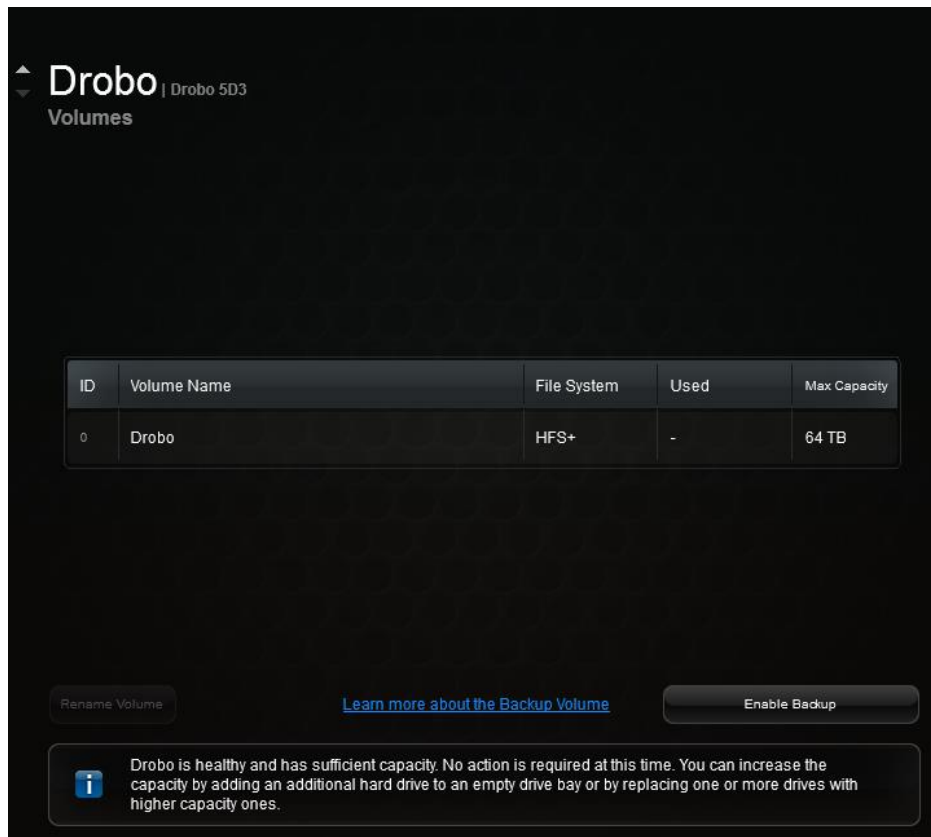 Drobo | Drobo 5D3
Volumes
ID Volume Name File System Used Max Capacity
0 Drobo HFS+ - 64 TB
Rename Volume Learn more about the Backup Volume Enable Backup
Drobo is healthy and has sufficient capacity. No action is required at this time. You can increase the
capacity by adding an additional hard drive to an empty drive bay or by replacing one or more drives with
higher capacity ones.